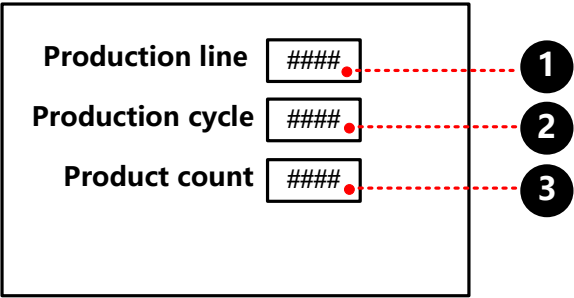 Production line #### 1
Production cycle #### 2
Product count #### 3